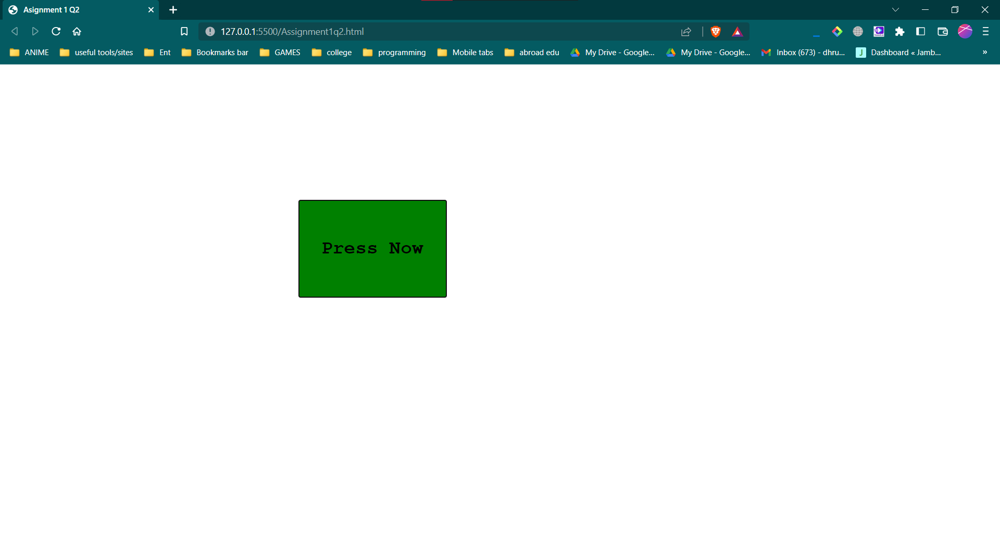 Asignment 1 Q2
127.0.0.1:5500/Assignment1q2.html
ANIME useful tools/sites Ent Bookmarks bar GAMES college programming Mobile tabs abroad edu My Drive - Google... My Drive - Google... Inbox (673) - dhru... J Dashboard « Jamb... »
Press Now